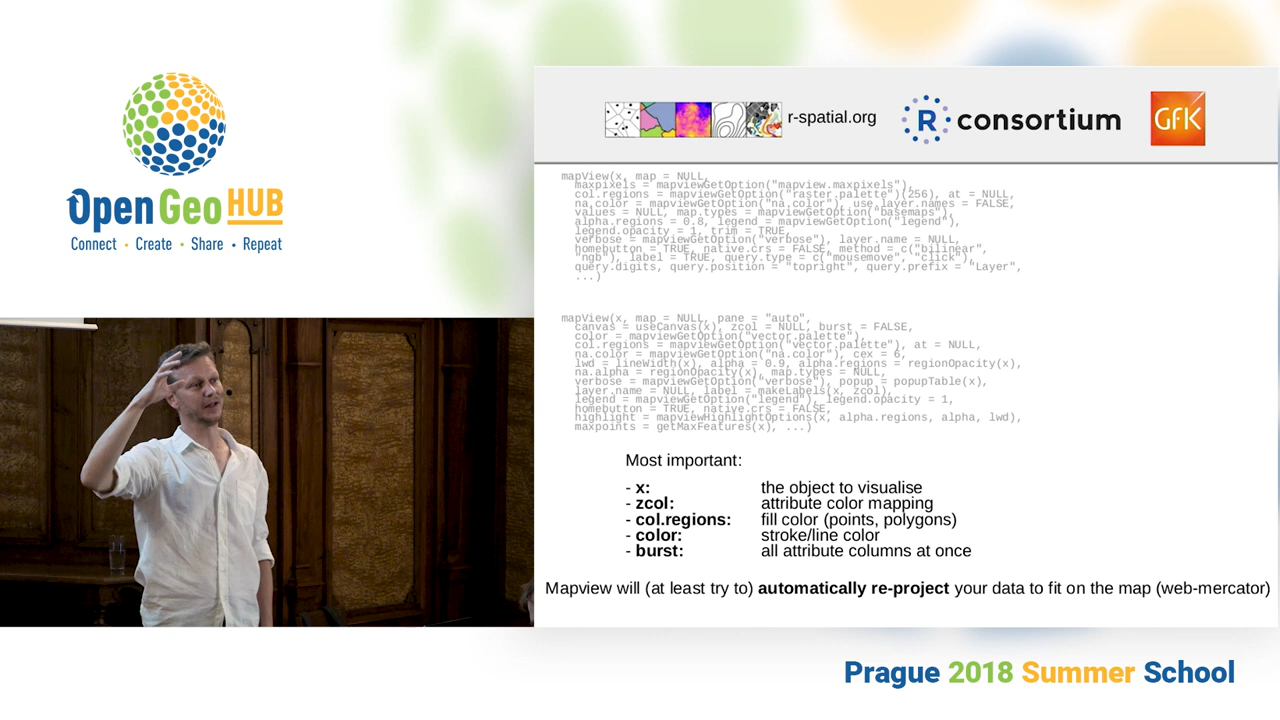 OpenGeoHUB
Connect • Create • Share • Repeat
r-spatial.org
R consortium
GFK
mapView(x, map = NULL,
maxpixels = mapviewGetOption("mapview.maxpixels"),
col.regions = mapviewGetOption("raster.palette")(256), at = NULL,
na.color = mapviewGetOption("na.color"), use.layer.names = FALSE,
values = NULL, map.types = mapviewGetOption("basemaps"),
alpha.regions = 0.8, legend = mapviewGetOption("legend"),
legend.opacity = 1, trim = TRUE,
verbose = mapviewGetOption("verbose"), layer.name = NULL,
homebutton = TRUE, native.crs = FALSE, method = c("bilinear",
"ngb"), label = TRUE, query.type = c("mousemove", "click"),
query.digits, query.position = "topright", query.prefix = "Layer",
...)
mapView(x, map = NULL, pane = "auto",
canvas = useCanvas(x), zcol = NULL, burst = FALSE,
color = mapviewGetOption("vector.palette"),
col.regions = mapviewGetOption("vector.palette"), at = NULL,
na.color = mapviewGetOption("na.color"), cex = 6,
lwd = lineWidth(x), alpha = 0.9, alpha.regions = regionOpacity(x),
na.alpha = regionOpacity(x), map.types = NULL,
verbose = mapviewGetOption("verbose"), popup = popupTable(x),
layer.name = NULL, label = makeLabels(x, zcol),
legend = mapviewGetOption("legend"), legend.opacity = 1,
homebutton = TRUE, native.crs = FALSE,
highlight = mapviewHighlightOptions(x, alpha.regions, alpha, lwd),
maxpoints = getMaxFeatures(x), ...)
Most important:
- x: the object to visualise
- zcol: attribute color mapping
- col.regions: fill color (points, polygons)
- color: stroke/line color
- burst: all attribute columns at once
Mapview will (at least try to) automatically re-project your data to fit on the map (web-mercator)
Prague 2018 Summer School